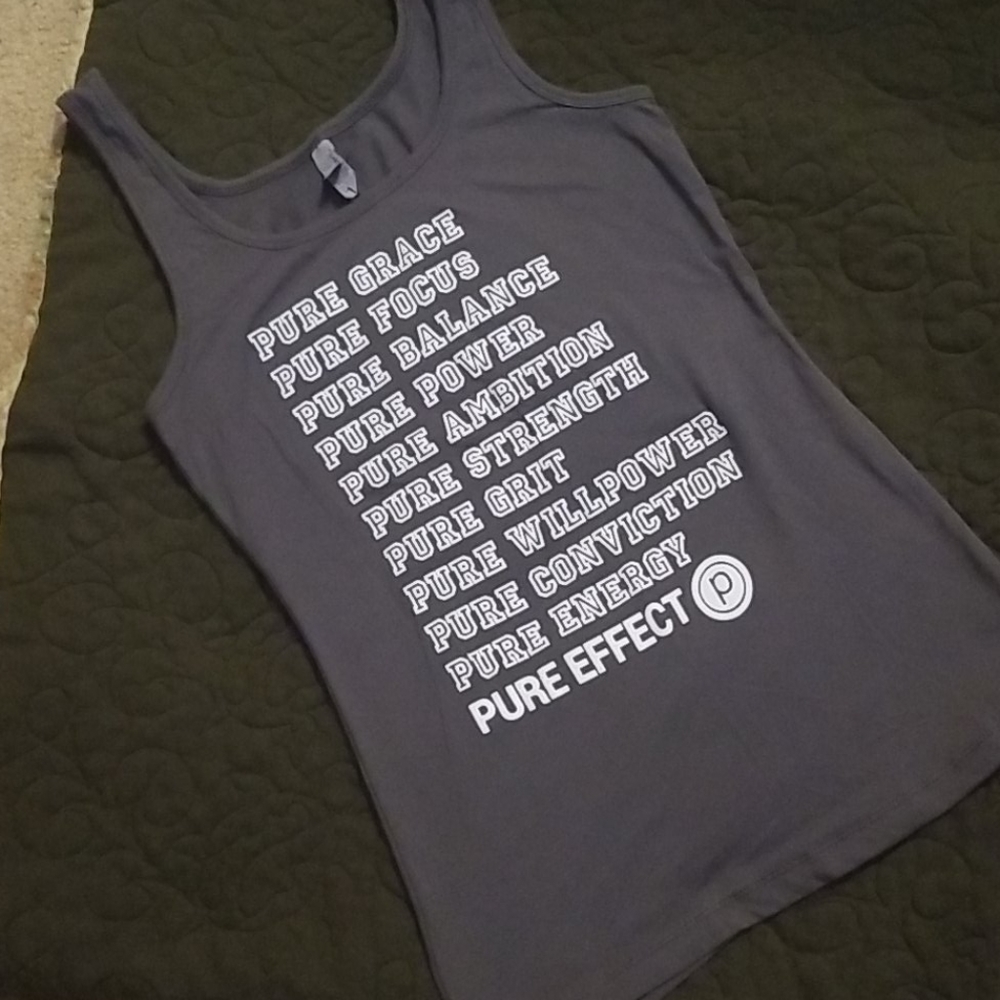 PURE GRACE
PURE FOCUS
PURE BALANCE
PURE POWER
PURE AMBITION
PURE STRENGTH
PURE GRIT
PURE WILLPOWER
PURE CONVICTION
PURE ENERGY
PURE EFFECT p